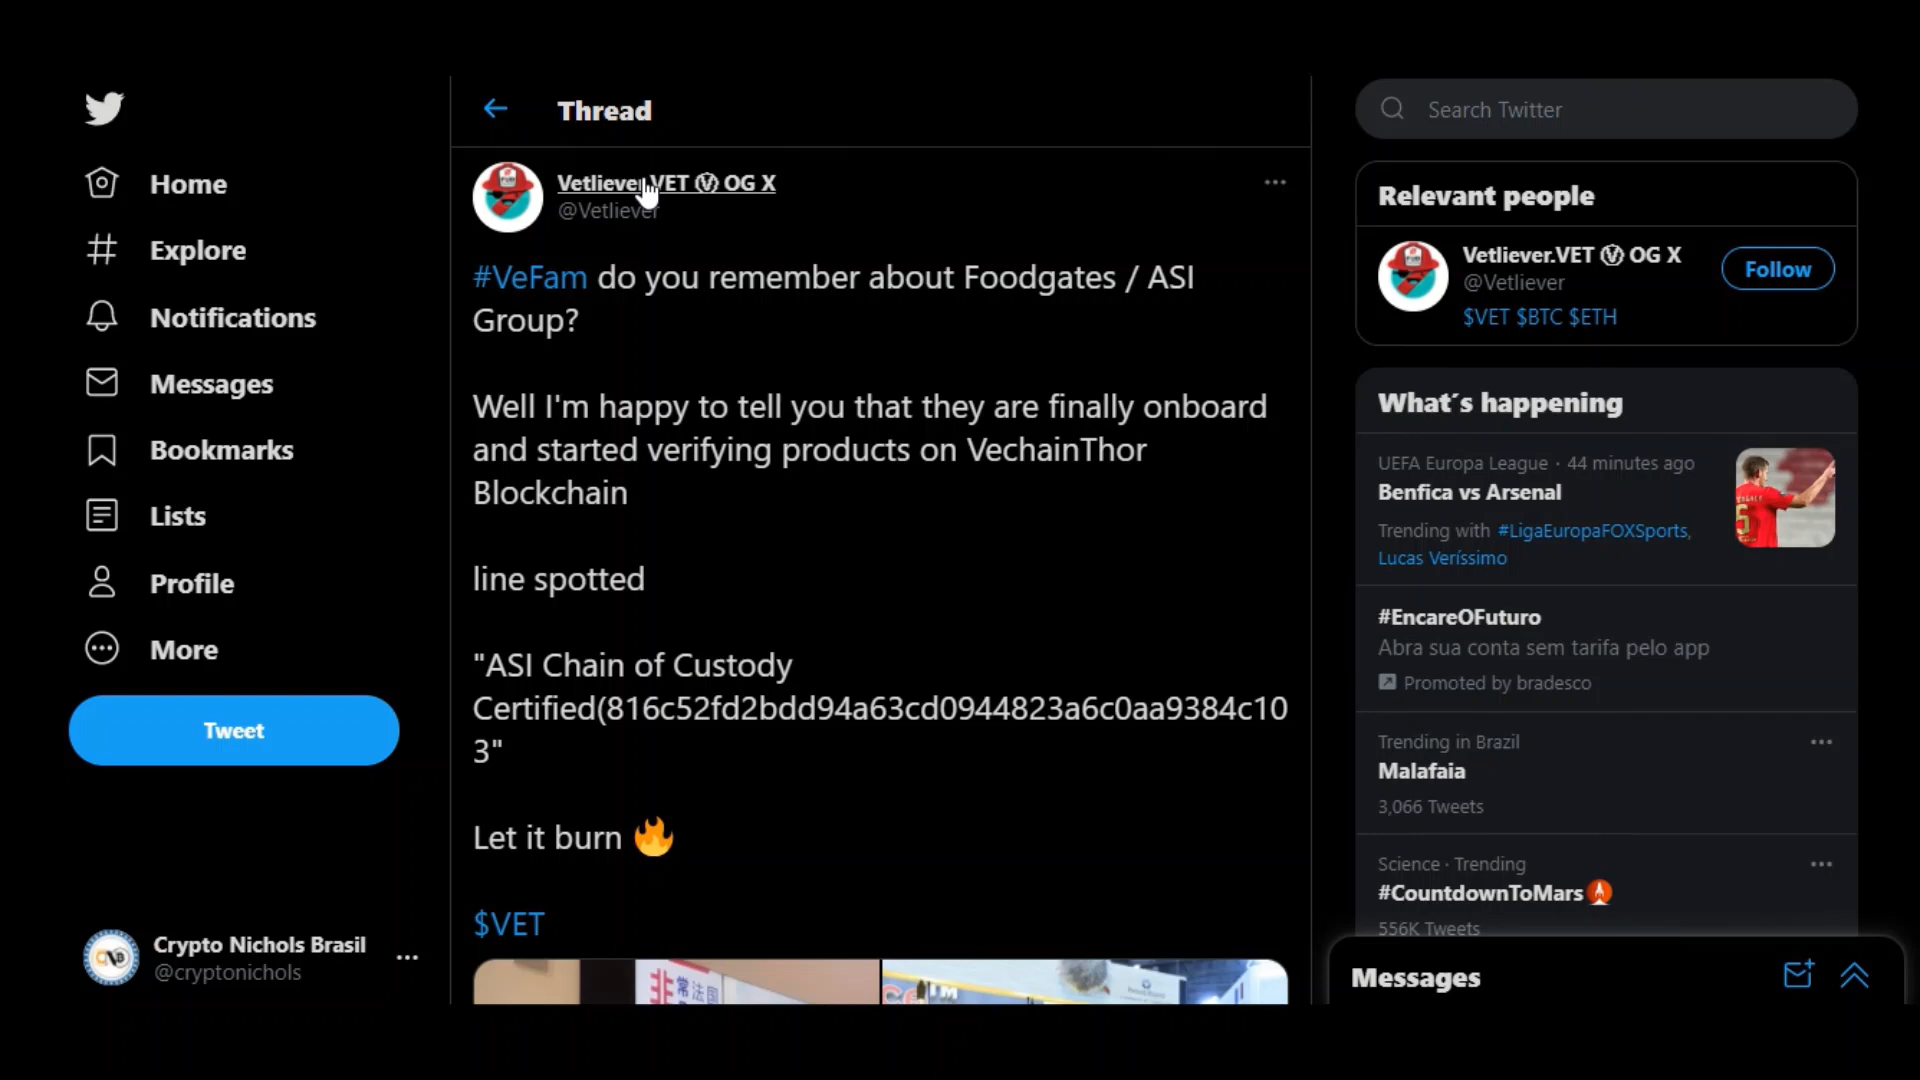 Home
Explore
Notifications
Messages
Bookmarks
Lists
Profile
More
Tweet
Crypto Nichols Brasil
@cryptonichols
Thread
Vetliever.VET Ⓥ OG X
@Vetliever
#VeFam do you remember about Foodgates / ASI
Group?
Well I'm happy to tell you that they are finally onboard
and started verifying products on VechainThor
Blockchain
line spotted
"ASI Chain of Custody
Certified(816c52fd2bdd94a63cd0944823a6c0aa9384c10
3"
Let it burn 🔥
$VET
Search Twitter
Relevant people
Vetliever.VET Ⓥ OG X
@Vetliever
Follow
$VET $BTC $ETH
What´s happening
UEFA Europa League · 44 minutes ago
Benfica vs Arsenal
Trending with #LigaEuropaFOXSports,
Lucas Veríssimo
#EncareOFuturo
Abra sua conta sem tarifa pelo app
Promoted by bradesco
Trending in Brazil
Malafaia
3,066 Tweets
Science · Trending
#CountdownToMars
556K Tweets
Messages